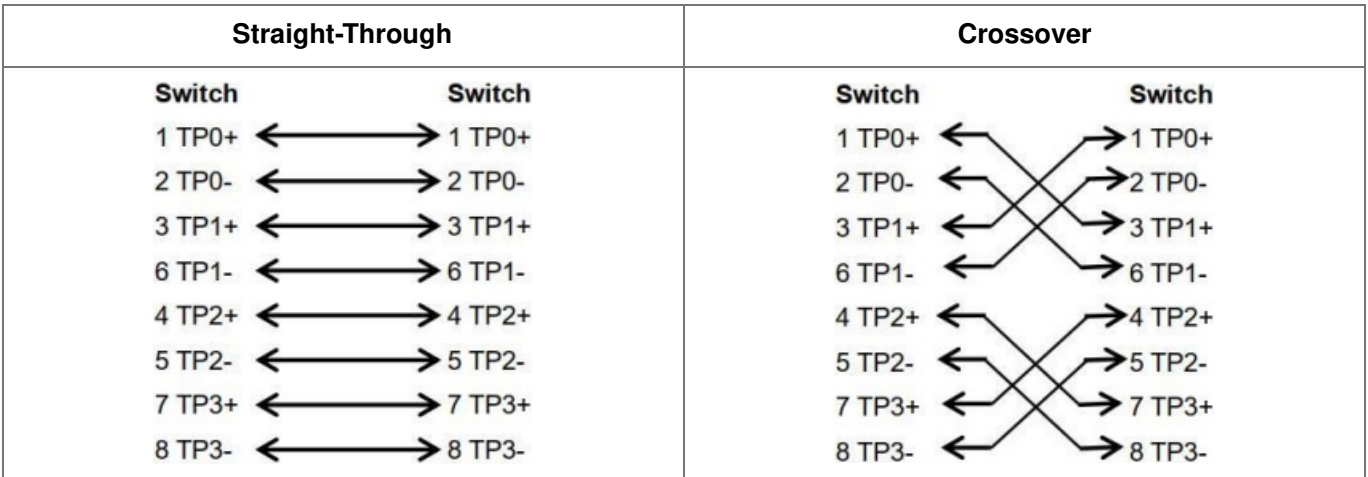 Straight-Through
Switch Switch
1 TP0+ 1 TP0+
2 TP0- 2 TP0-
3 TP1+ 3 TP1+
6 TP1- 6 TP1-
4 TP2+ 4 TP2+
5 TP2- 5 TP2-
7 TP3+ 7 TP3+
8 TP3- 8 TP3-
Crossover
Switch Switch
1 TP0+ 1 TP0+
2 TP0- 2 TP0-
3 TP1+ 3 TP1+
6 TP1- 6 TP1-
4 TP2+ 4 TP2+
5 TP2- 5 TP2-
7 TP3+ 7 TP3+
8 TP3- 8 TP3-